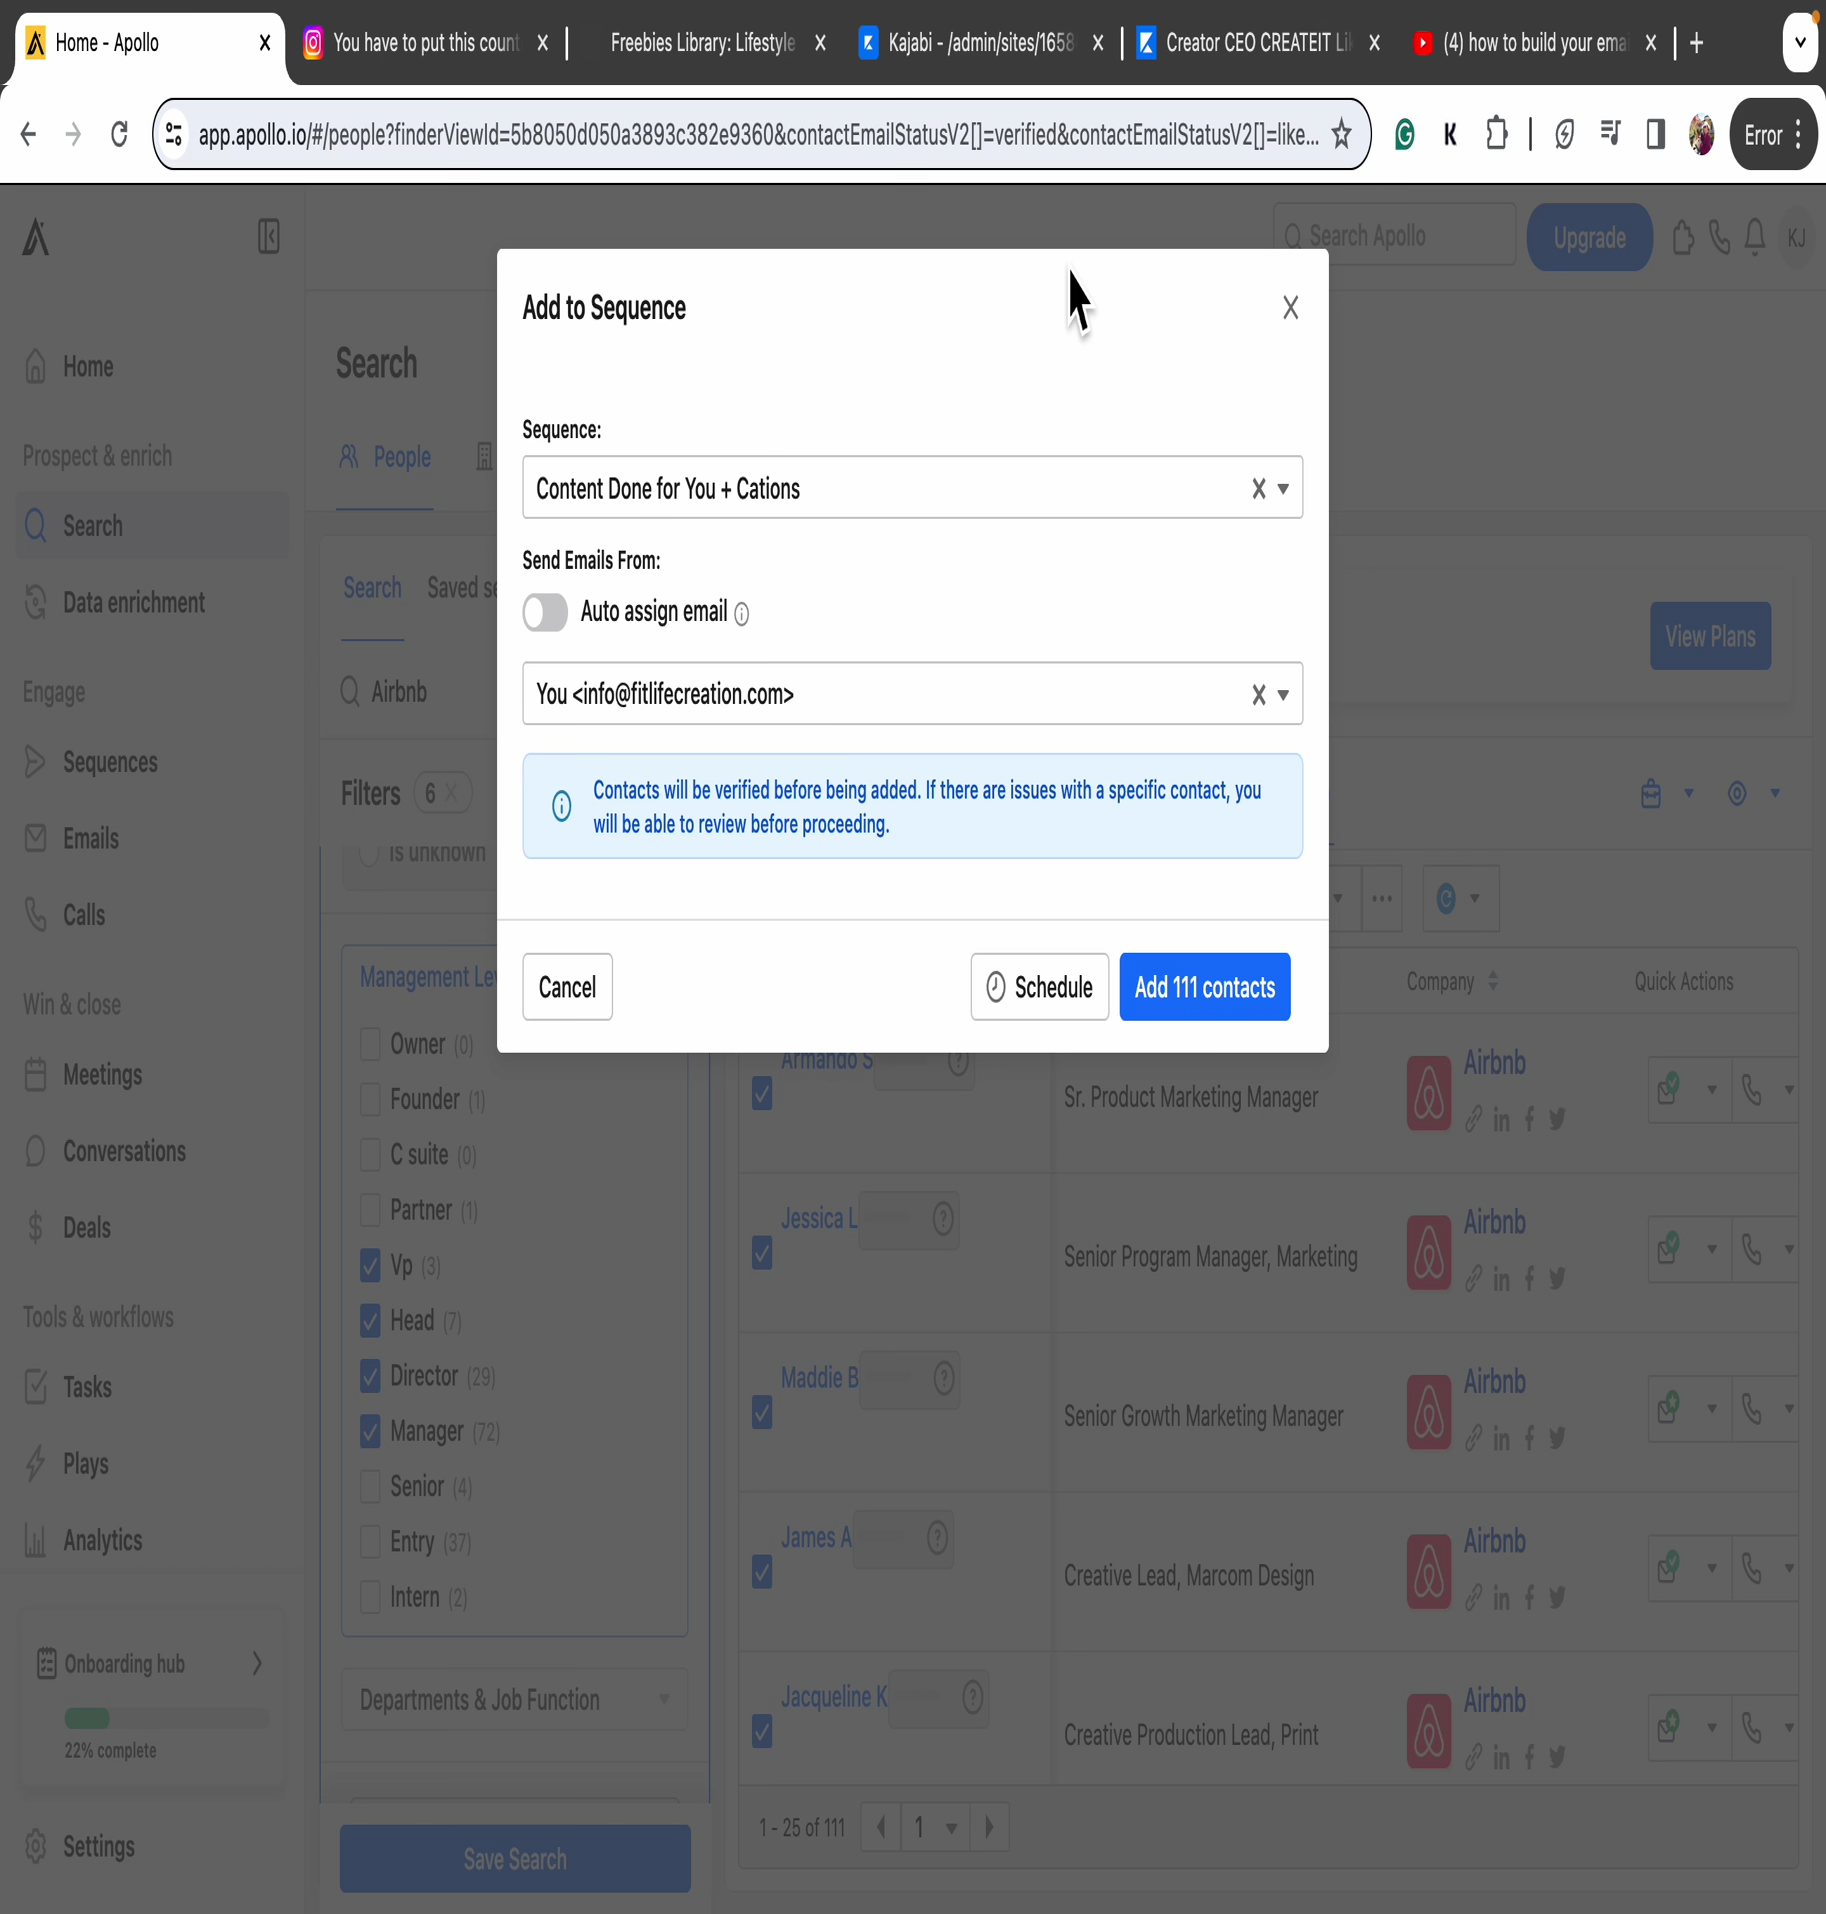 Home - Apollo
You have to put this count
Freebies Library: Lifestyle
Kajabi - /admin/sites/1658
Creator CEO CREATEIT Li
(4) how to build your ema
app.apollo.io/#/people?finderViewId=5b8050d050a3893c382e9360&contactEmailStatusV2[]=verified&contactEmailStatusV2[]=like...
Error
Search Apollo
Upgrade
KJ
Home
Prospect & enrich
Search
Data enrichment
Engage
Sequences
Emails
Calls
Win & close
Meetings
Conversations
Deals
Tools & workflows
Tasks
Plays
Analytics
Onboarding hub
22% complete
Settings
Search
People
Search Saved se
Airbnb
View Plans
Filters 6
is unknown
Management Lev
Owner (0)
Founder (1)
C suite (0)
Partner (1)
Vp (3)
Head (7)
Director (29)
Manager (72)
Senior (4)
Entry (37)
Intern (2)
Departments & Job Function
Save Search
Add to Sequence
Sequence:
Content Done for You + Cations
Send Emails From:
Auto assign email
You <info@fitlifecreation.com>
Contacts will be verified before being added. If there are issues with a specific contact, you
will be able to review before proceeding.
Cancel
Schedule
Add 111 contacts
Company
Quick Actions
Armando S
Sr. Product Marketing Manager
Airbnb
Jessica L
Senior Program Manager, Marketing
Airbnb
Maddie B
Senior Growth Marketing Manager
Airbnb
James A
Creative Lead, Marcom Design
Airbnb
Jacqueline K
Creative Production Lead, Print
Airbnb
1 - 25 of 111
1